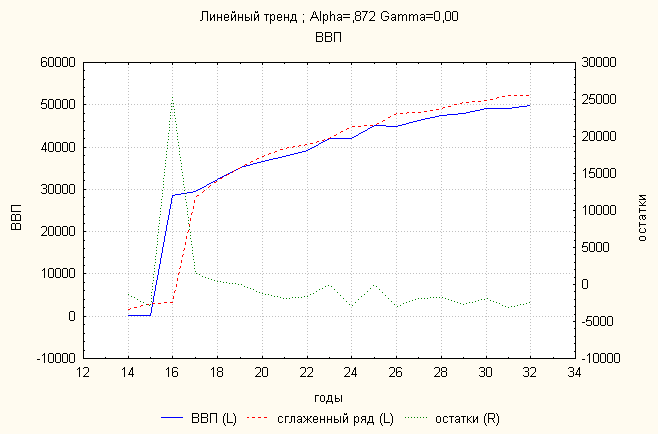 Линейный тренд ; Alpha=,872 Gamma=0,00
ВВП
60000
50000
40000
30000
20000
10000
0
-10000
ВВП
30000
25000
20000
15000
10000
5000
0
-5000
-10000
остатки
12 14 16 18 20 22 24 26 28 30 32 34
годы
ВВП (L) сглаженный ряд (L) остатки (R)